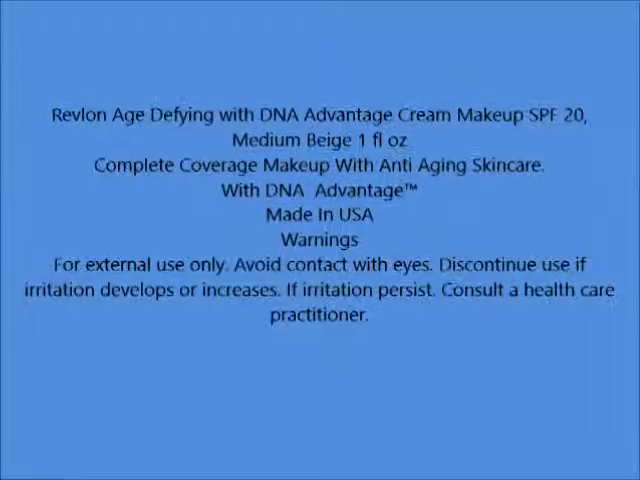 Revlon Age Defying with DNA Advantage Cream Makeup SPF 20,
Medium Beige 1 fl oz
Complete Coverage Makeup With Anti Aging Skincare.
With DNA Advantage™
Made In USA
Warnings
For external use only. Avoid contact with eyes. Discontinue use if
irritation develops or increases. If irritation persist. Consult a health care
practitioner.